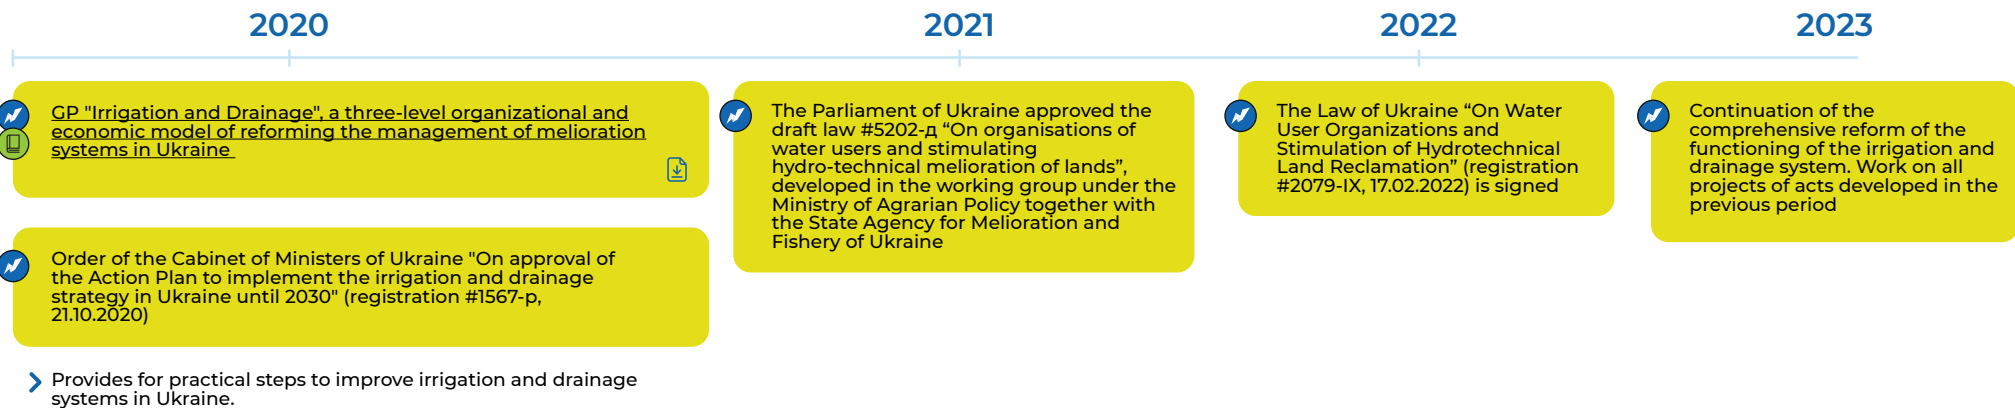 2020
2021
2022
2023
GP "Irrigation and Drainage", a three-level organizational and
economic model of reforming the management of melioration
systems in Ukraine
Order of the Cabinet of Ministers of Ukraine "On approval of
the Action Plan to implement the irrigation and drainage
strategy in Ukraine until 2030" (registration #1567-p,
21.10.2020)
Provides for practical steps to improve irrigation and drainage
systems in Ukraine.
The Parliament of Ukraine approved the
draft law #5202-д “On organisations of
water users and stimulating
hydro-technical melioration of lands”,
developed in the working group under the
Ministry of Agrarian Policy together with
the State Agency for Melioration and
Fishery of Ukraine
The Law of Ukraine “On Water
User Organizations and
Stimulation of Hydrotechnical
Land Reclamation” (registration
#2079-IX, 17.02.2022) is signed
Continuation of the
comprehensive reform of the
functioning of the irrigation and
drainage system. Work on all
projects of acts developed in the
previous period